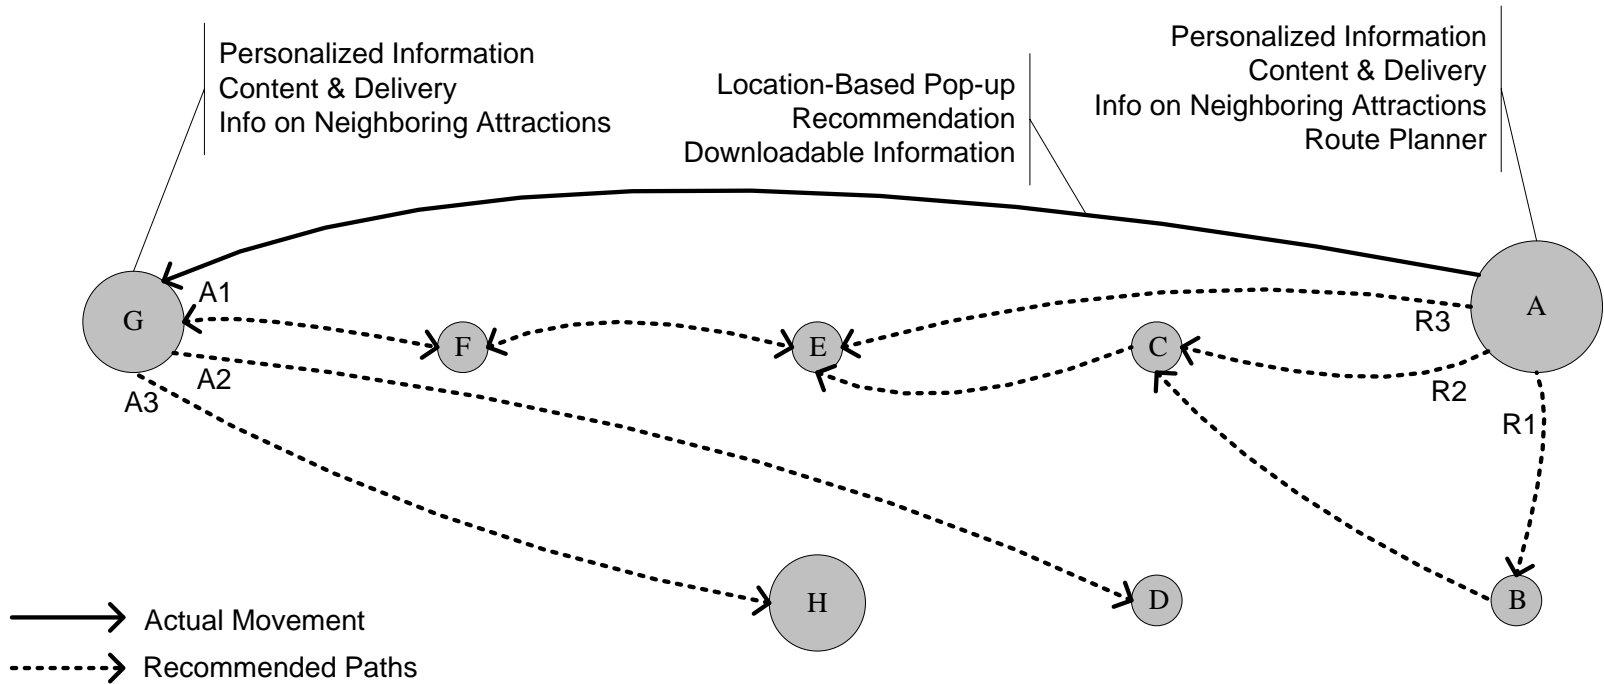 Personalized Information
Content & Delivery
Info on Neighboring Attractions
Location-Based Pop-up
Recommendation
Downloadable Information
Personalized Information
Content & Delivery
Info on Neighboring Attractions
Route Planner
A1
G
A2
A3
F
E
C
A
R3
R2
R1
H
D
B
Actual Movement
Recommended Paths